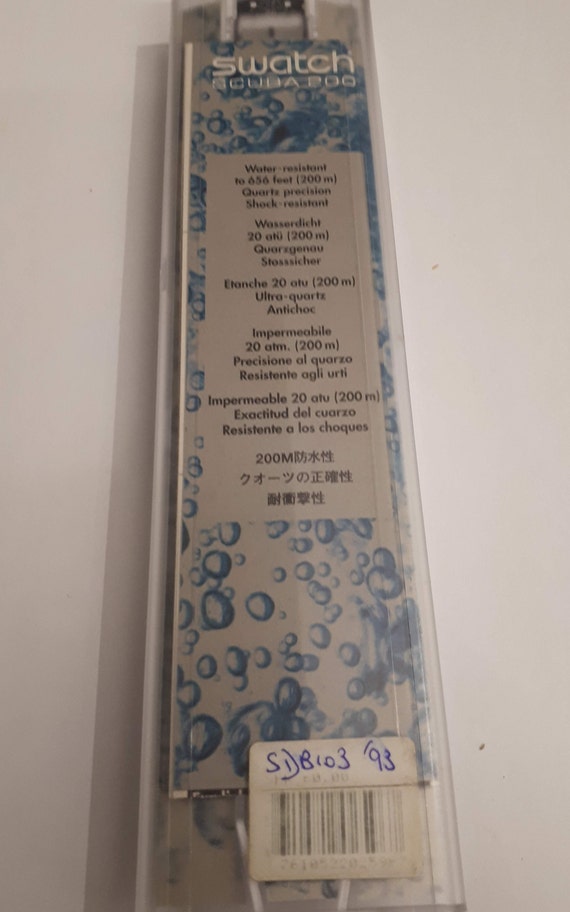 swatch
SCUBA 200
Water-resistant
to 656 feet (200 m)
Quartz precision
Shock-resistant
Wasserdicht
20 atü (200 m)
Quarzgenau
Stosssicher
Etanche 20 atu (200 m)
Ultra-quartz
Antichoc
Impermeabile
20 atm. (200 m)
Precisione al quarzo
Resistente agli urti
Impermeable 20 atu (200 m)
Exactitud del cuarzo
Resistente a los choques
200M防水性
クオーツの正確性
耐衝撃性
SDB103 '93